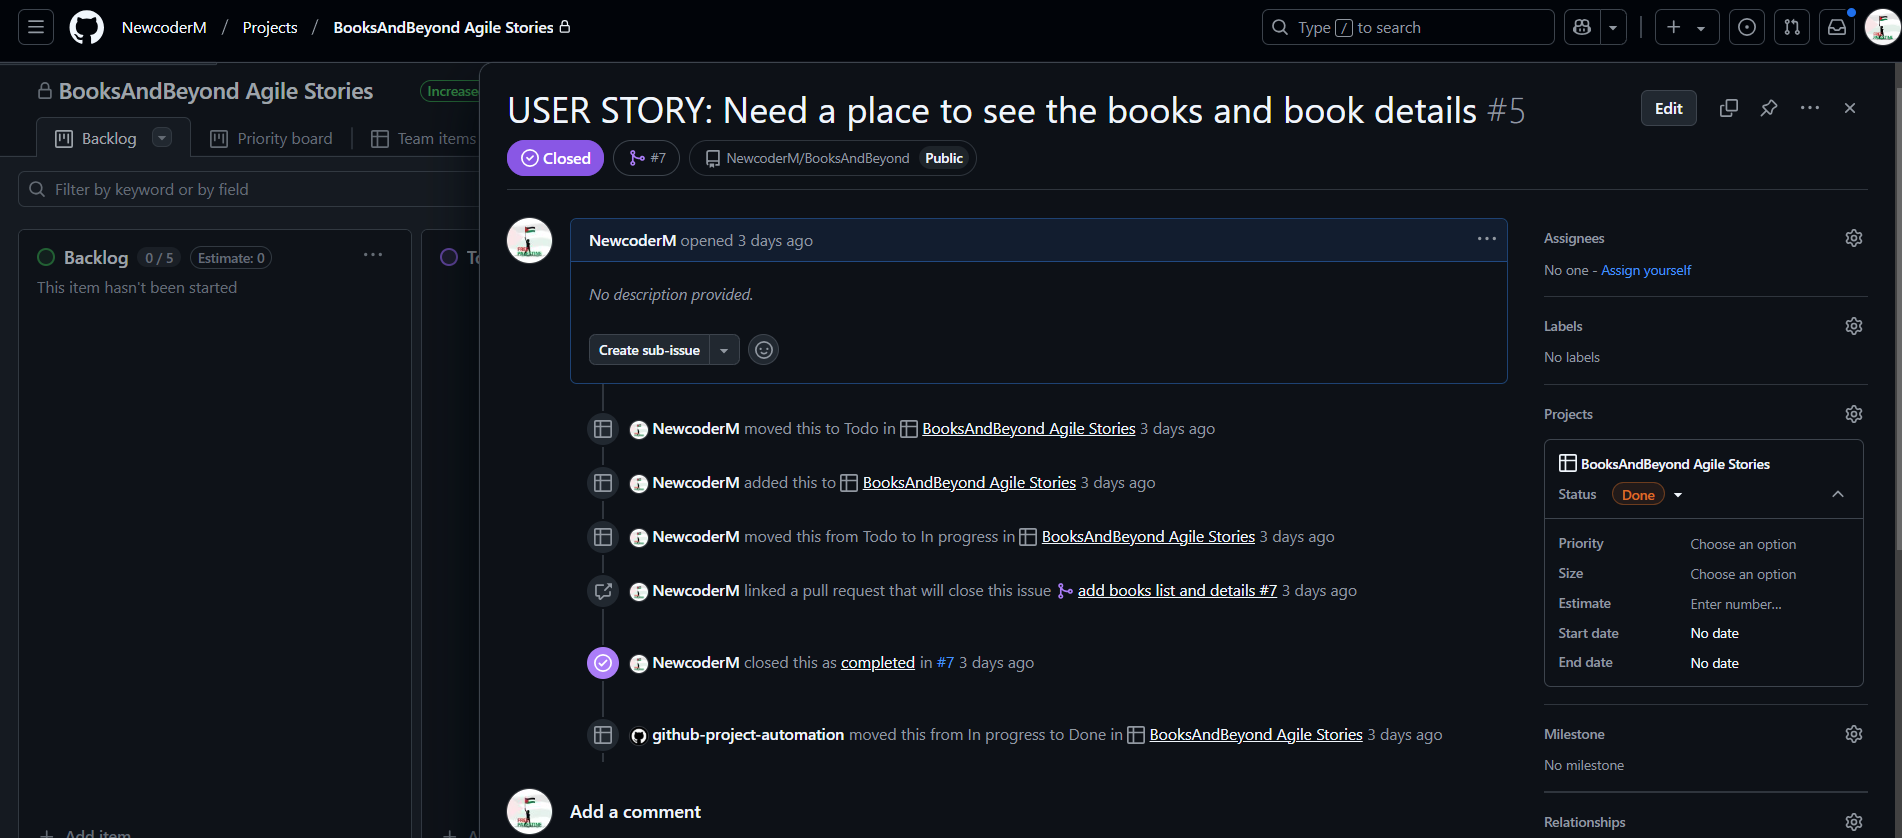 NewcoderM / Projects / BooksAndBeyond Agile Stories
Type / to search
BooksAndBeyond Agile Stories
Increase
Backlog
Priority board
Team items
Filter by keyword or by field
Backlog 0 / 5 Estimate: 0
This item hasn't been started
Add item
USER STORY: Need a place to see the books and book details #5
Edit
Closed
#7
NewcoderM/BooksAndBeyond Public
NewcoderM opened 3 days ago
No description provided.
Create sub-issue
NewcoderM moved this to Todo in BooksAndBeyond Agile Stories 3 days ago
NewcoderM added this to BooksAndBeyond Agile Stories 3 days ago
NewcoderM moved this from Todo to In progress in BooksAndBeyond Agile Stories 3 days ago
NewcoderM linked a pull request that will close this issue add books list and details #7 3 days ago
NewcoderM closed this as completed in #7 3 days ago
github-project-automation moved this from In progress to Done in BooksAndBeyond Agile Stories 3 days ago
Add a comment
Assignees
No one - Assign yourself
Labels
No labels
Projects
BooksAndBeyond Agile Stories
Status Done
Priority Choose an option
Size Choose an option
Estimate Enter number...
Start date No date
End date No date
Milestone
No milestone
Relationships